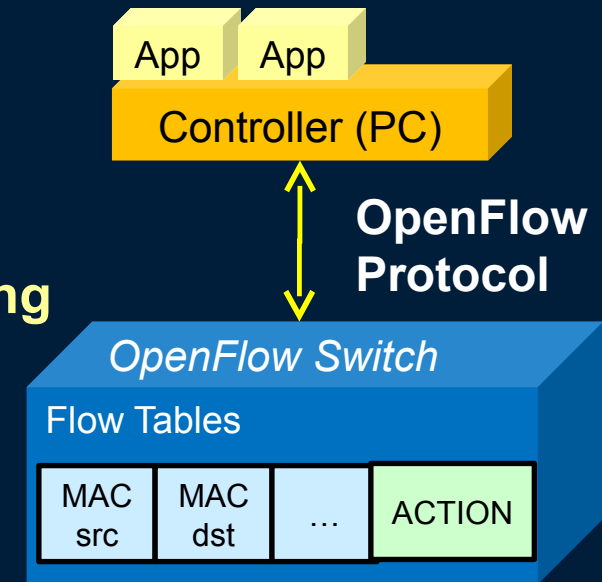 App App
Controller (PC)
OpenFlow
Protocol
ng
OpenFlow Switch
Flow Tables
MAC src
MAC dst
...
ACTION